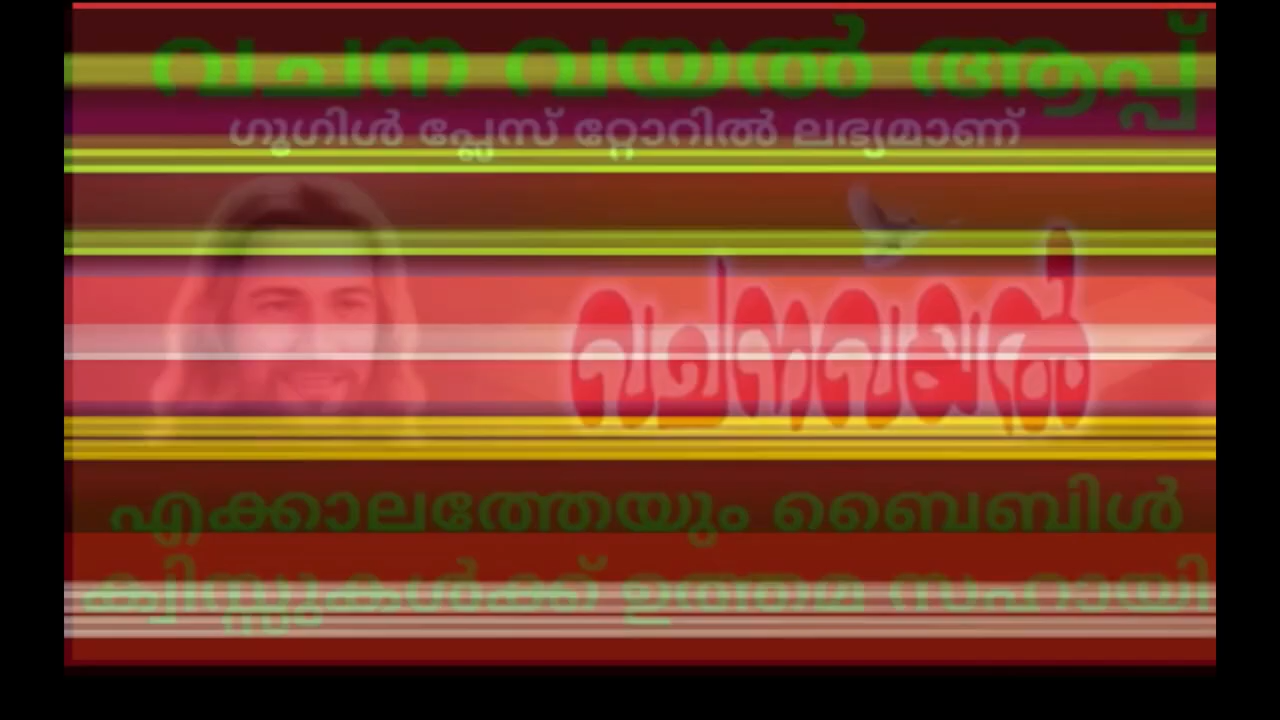 വചന വയൽ ആപ്പ്
ഗൂഗിൾ പ്ലേസ് റ്റോറിൽ ലഭ്യമാണ്
വചനവയൽ
എക്കാലത്തേയും ബൈബിൾ
ക്വിസ്സുകൾക്ക് ഉത്തമ സഹായി